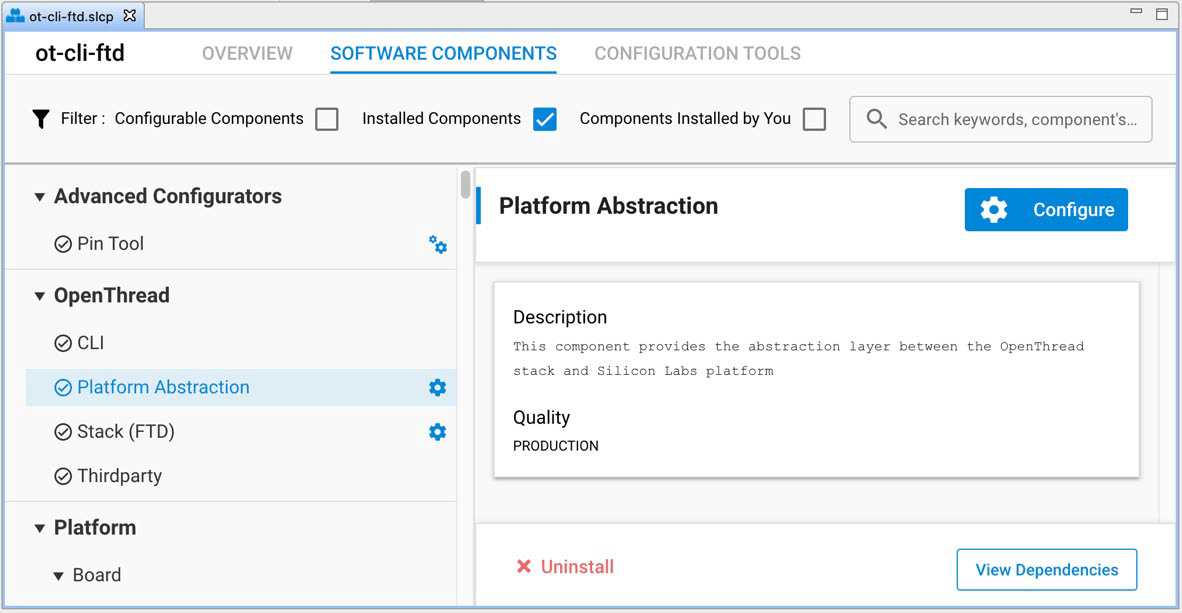 ot-cli-ftd.slcp
ot-cli-ftd
OVERVIEW
SOFTWARE COMPONENTS
CONFIGURATION TOOLS
Filter :
Configurable Components
Installed Components
Components Installed by You
Search keywords, component's...
Advanced Configurators
Pin Tool
OpenThread
CLI
Platform Abstraction
Stack (FTD)
Thirdparty
Platform
Board
Platform Abstraction
Configure
Description
This component provides the abstraction layer between the OpenThread
stack and Silicon Labs platform
Quality
PRODUCTION
Uninstall
View Dependencies